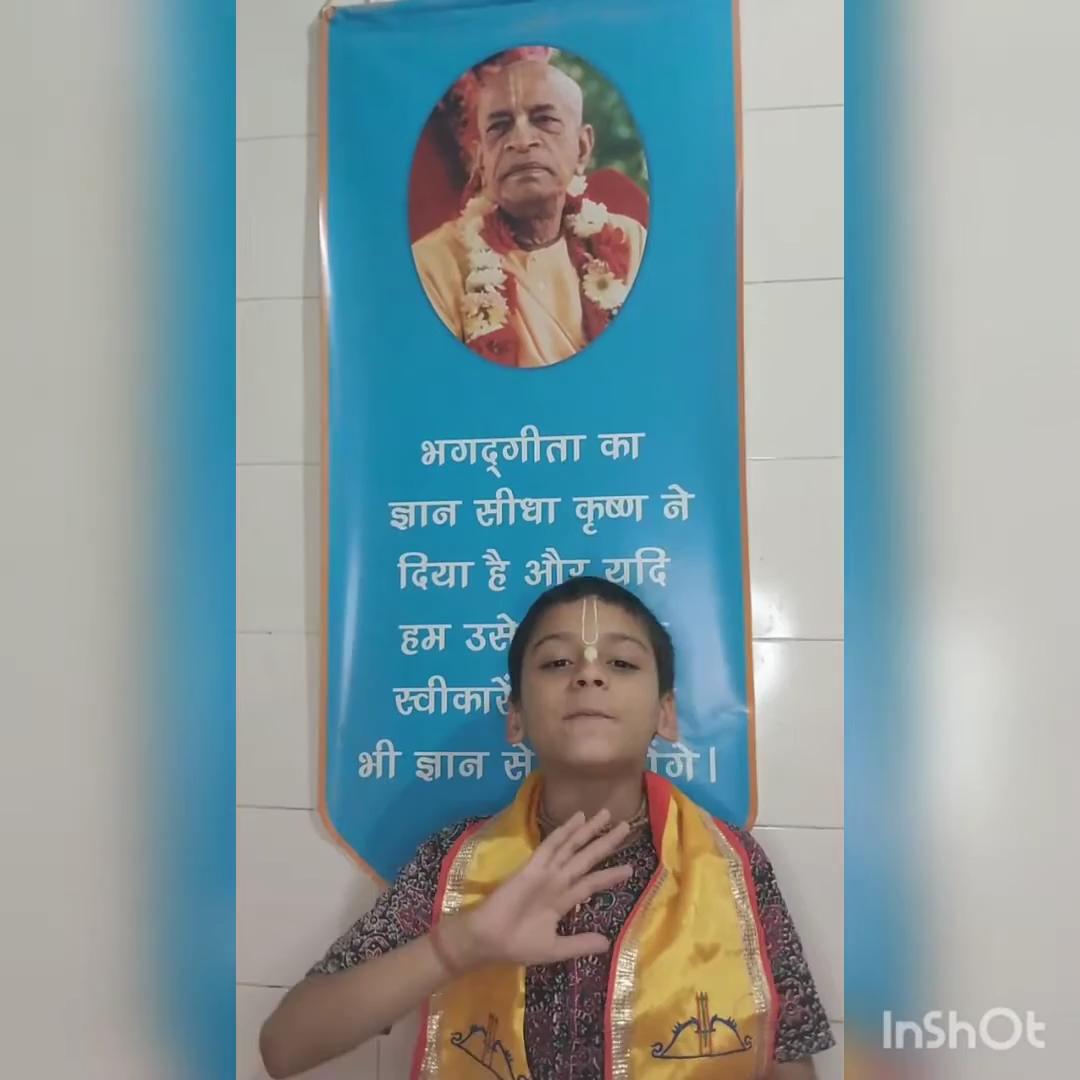 भगद्गीता का
ज्ञान सीधा कृष्ण ने
दिया है और यदि
हम उसे
स्वीकारें
भी ज्ञान से
InShOt